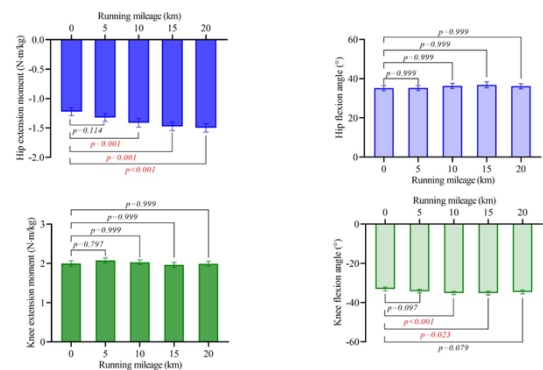 Running mileage (km)
0 5 10 15 20
0.0
-0.5
-1.0
-1.5
-2.0
Hip extension moment (N·m/kg)
p=0.114
p=0.001
p=0.001
p<0.001
60
40
20
0
Hip flexion angle (°)
p=0.999
p=0.999
p=0.999
p=0.999
0 5 10 15 20
Running mileage (km)
3
2
1
0
Knee extension moment (N·m/kg)
p=0.999
p=0.999
p=0.999
p=0.797
0 5 10 15 20
Running mileage (km)
Running mileage (km)
0 5 10 15 20
0
-20
-40
-60
Knee flexion angle (°)
p=0.097
p<0.001
p=0.023
p=0.079